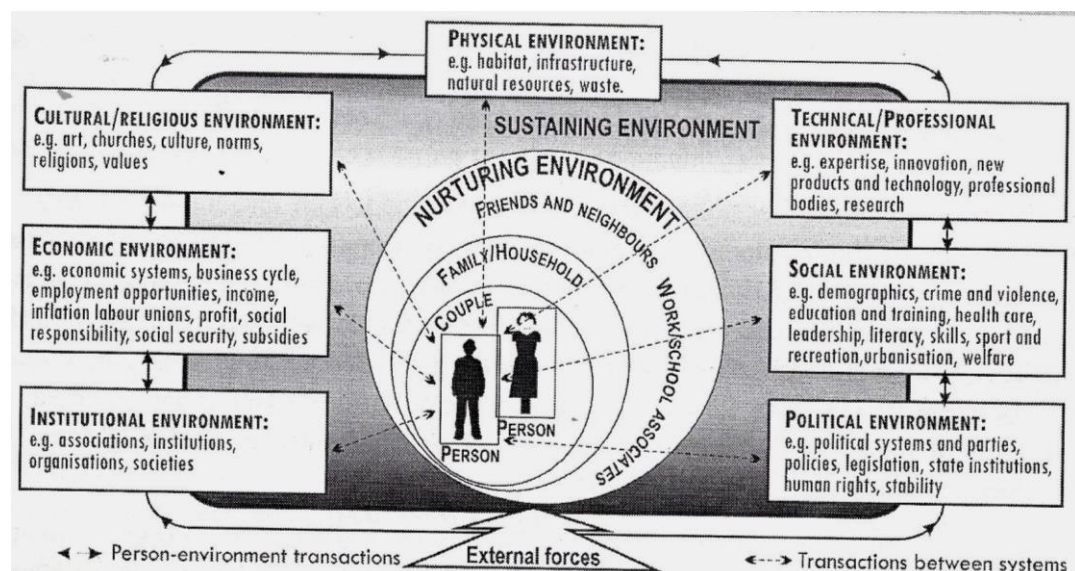 PHYSICAL ENVIRONMENT:
e.g. habitat, infrastructure,
natural resources, waste.
CULTURAL/RELIGIOUS ENVIRONMENT:
e.g. art, churches, culture, norms,
religions, values
SUSTAINING ENVIRONMENT
TECHNICAL/PROFESSIONAL
ENVIRONMENT:
e.g. expertise, innovation, new
products and technology, professional
bodies, research
NURTURING ENVIRONMENT
FRIENDS AND NEIGHBOURS
WORK/SCHOOL ASSOCIATES
FAMILY/HOUSEHOLD
COUPLE
PERSON
PERSON
ECONOMIC ENVIRONMENT:
e.g. economic systems, business cycle,
employment opportunities, income,
inflation labour unions, profit, social
responsibility, social security, subsidies
SOCIAL ENVIRONMENT:
e.g. demographics, crime and violence,
education and training, health care,
leadership, literacy, skills, sport and
recreation,urbanisation, welfare
INSTITUTIONAL ENVIRONMENT:
e.g. associations, institutions,
organisations, societies
POLITICAL ENVIRONMENT:
e.g. political systems and parties,
policies, legislation, state institutions,
human rights, stability
Person-environment transactions
External forces
Transactions between systems